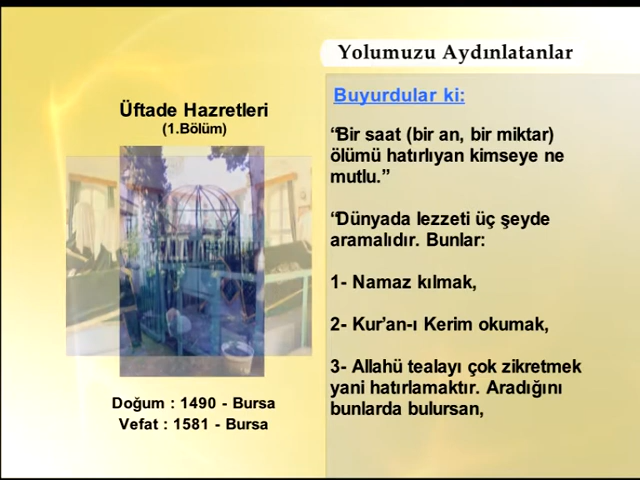 Yolumuzu Aydınlatanlar
Üftade Hazretleri
(1.Bölüm)
Doğum : 1490 - Bursa
Vefat : 1581 - Bursa
Buyurdular ki:
“Bir saat (bir an, bir miktar)
ölümü hatırlıyan kimseye ne
mutlu.”
“Dünyada lezzeti üç şeyde
aramalıdır. Bunlar:
1- Namaz kılmak,
2- Kur’an-ı Kerim okumak,
3- Allahü tealayı çok zikretmek
yani hatırlamaktır. Aradığını
bunlarda bulursan,